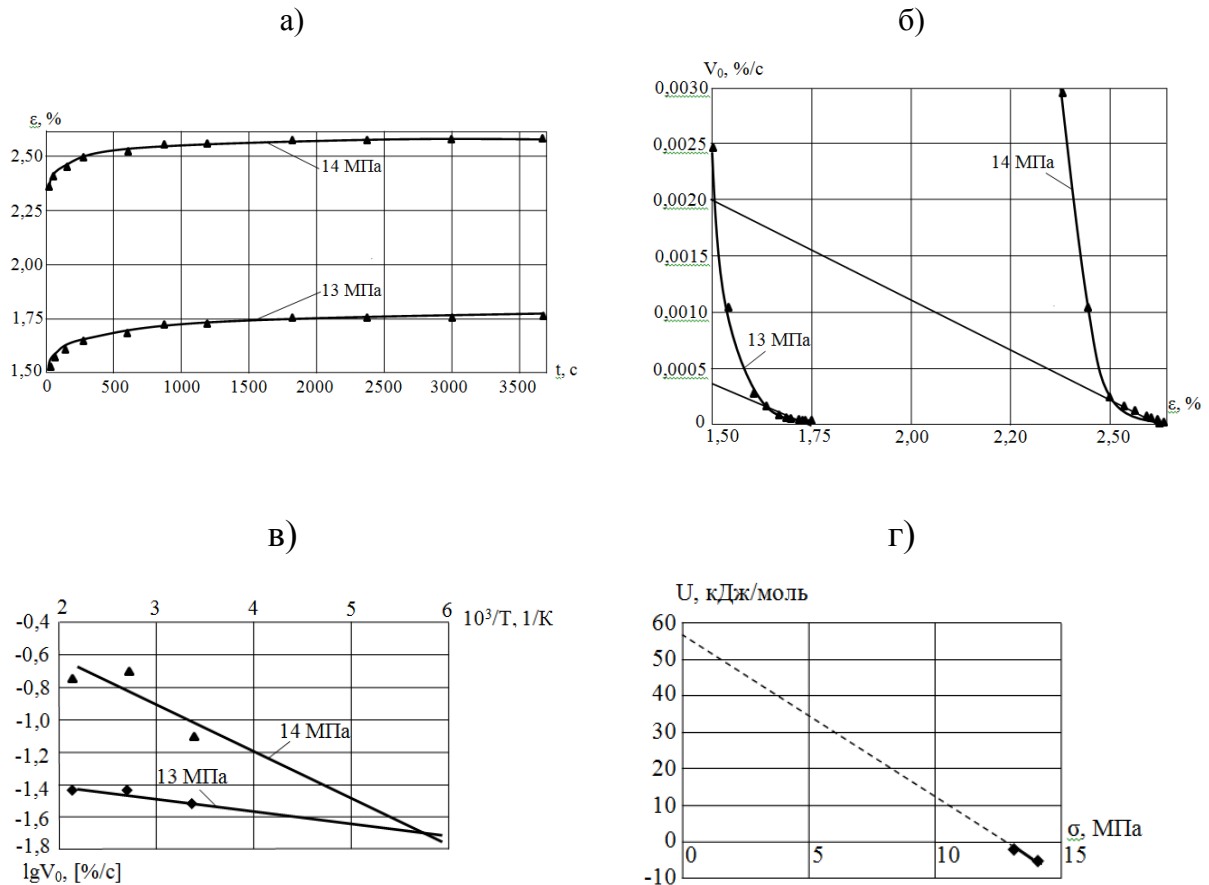 а)
б)
ε, %
2,50
2,25
2,00
1,75
1,50
0
500
1000
1500
2000
2500
3000
3500
t, с
14 МПа
13 МПа
V₀, %/с
0,0030
0,0025
0,0020
0,0015
0,0010
0,0005
0
1,50
1,75
2,00
2,20
2,50
ε, %
14 МПа
13 МПа
в)
г)
2
3
4
5
6
10³/T, 1/К
-0,4
-0,6
-0,8
-1,0
-1,2
-1,4
-1,6
-1,8
lgV₀, [%/с]
14 МПа
13 МПа
U, кДж/моль
60
50
40
30
20
10
0
-10
0
5
10
15
σ, МПа